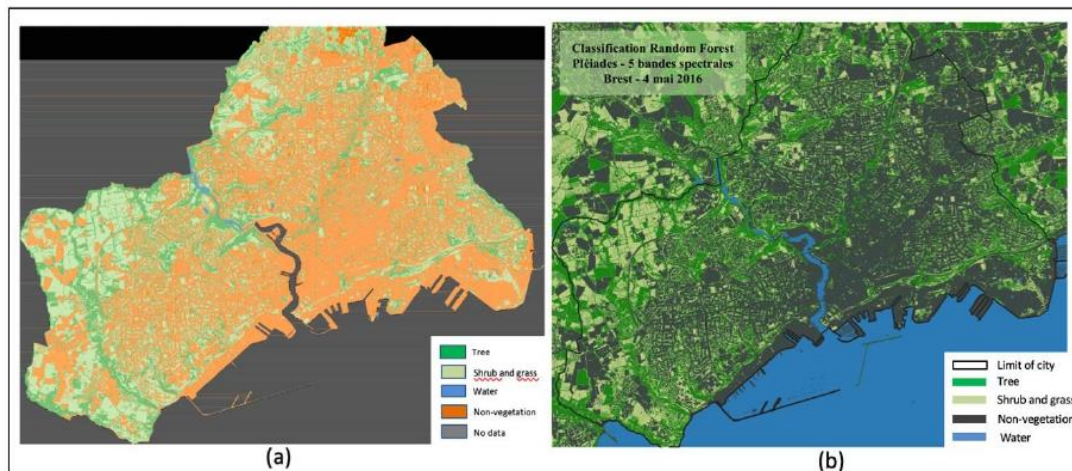 Tree
Shrub and grass
Water
Non-vegetation
No data
(a)
Classification Random Forest
Plèiades - 5 bandes spectrales
Brest - 4 mai 2016
Limit of city
Tree
Shrub and grass
Non-vegetation
Water
(b)